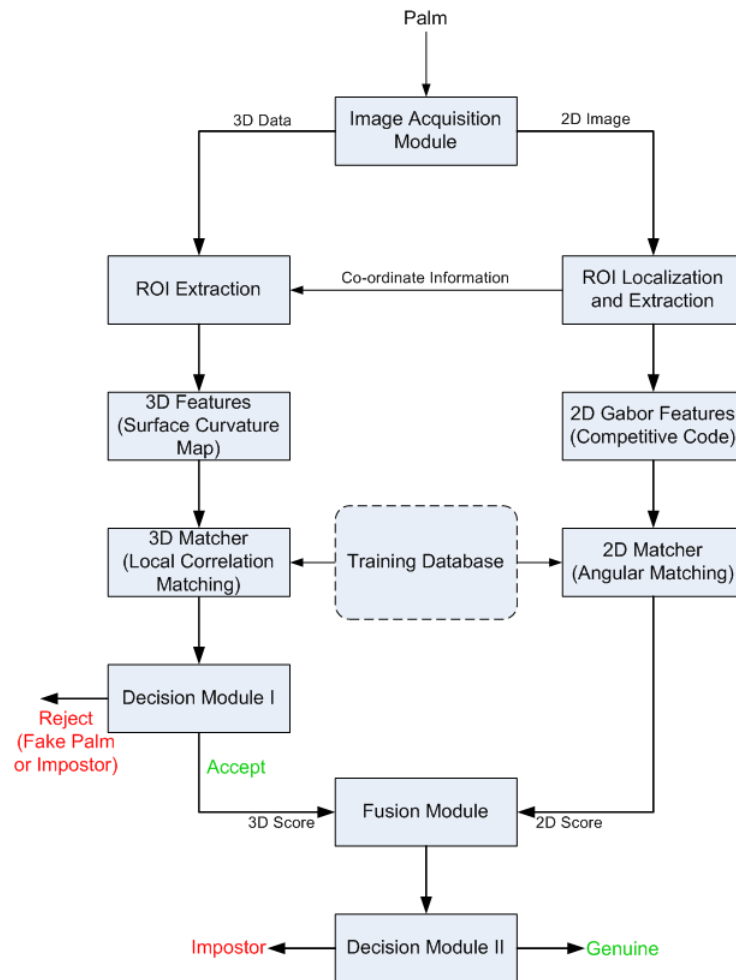 Palm
Image Acquisition
Module
3D Data
2D Image
ROI Extraction
Co-ordinate Information
ROI Localization
and Extraction
3D Features
(Surface Curvature
Map)
2D Gabor Features
(Competitive Code)
3D Matcher
(Local Correlation
Matching)
Training Database
2D Matcher
(Angular Matching)
Decision Module I
Reject
(Fake Palm
or Impostor)
Accept
3D Score
Fusion Module
2D Score
Impostor
Decision Module II
Genuine